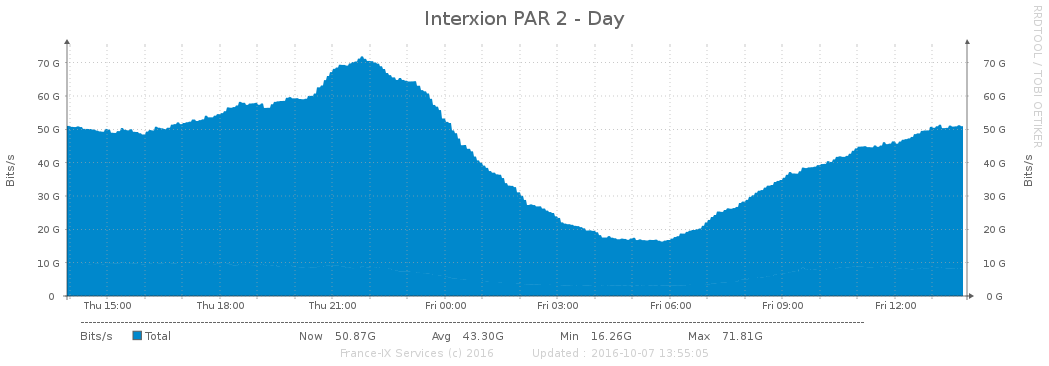 Interxion PAR 2 - Day
RRDTOOL / TOBI OETIKER
Bits/s
70 G
60 G
50 G
40 G
30 G
20 G
10 G
0
70 G
60 G
50 G
40 G
30 G
20 G
10 G
0 G
Bits/s
Thu 15:00 Thu 18:00 Thu 21:00 Fri 00:00 Fri 03:00 Fri 06:00 Fri 09:00 Fri 12:00
Bits/s Total Now 50.87G Avg 43.30G Min 16.26G Max 71.81G
France-IX Services (c) 2016 Updated : 2016-10-07 13:55:05